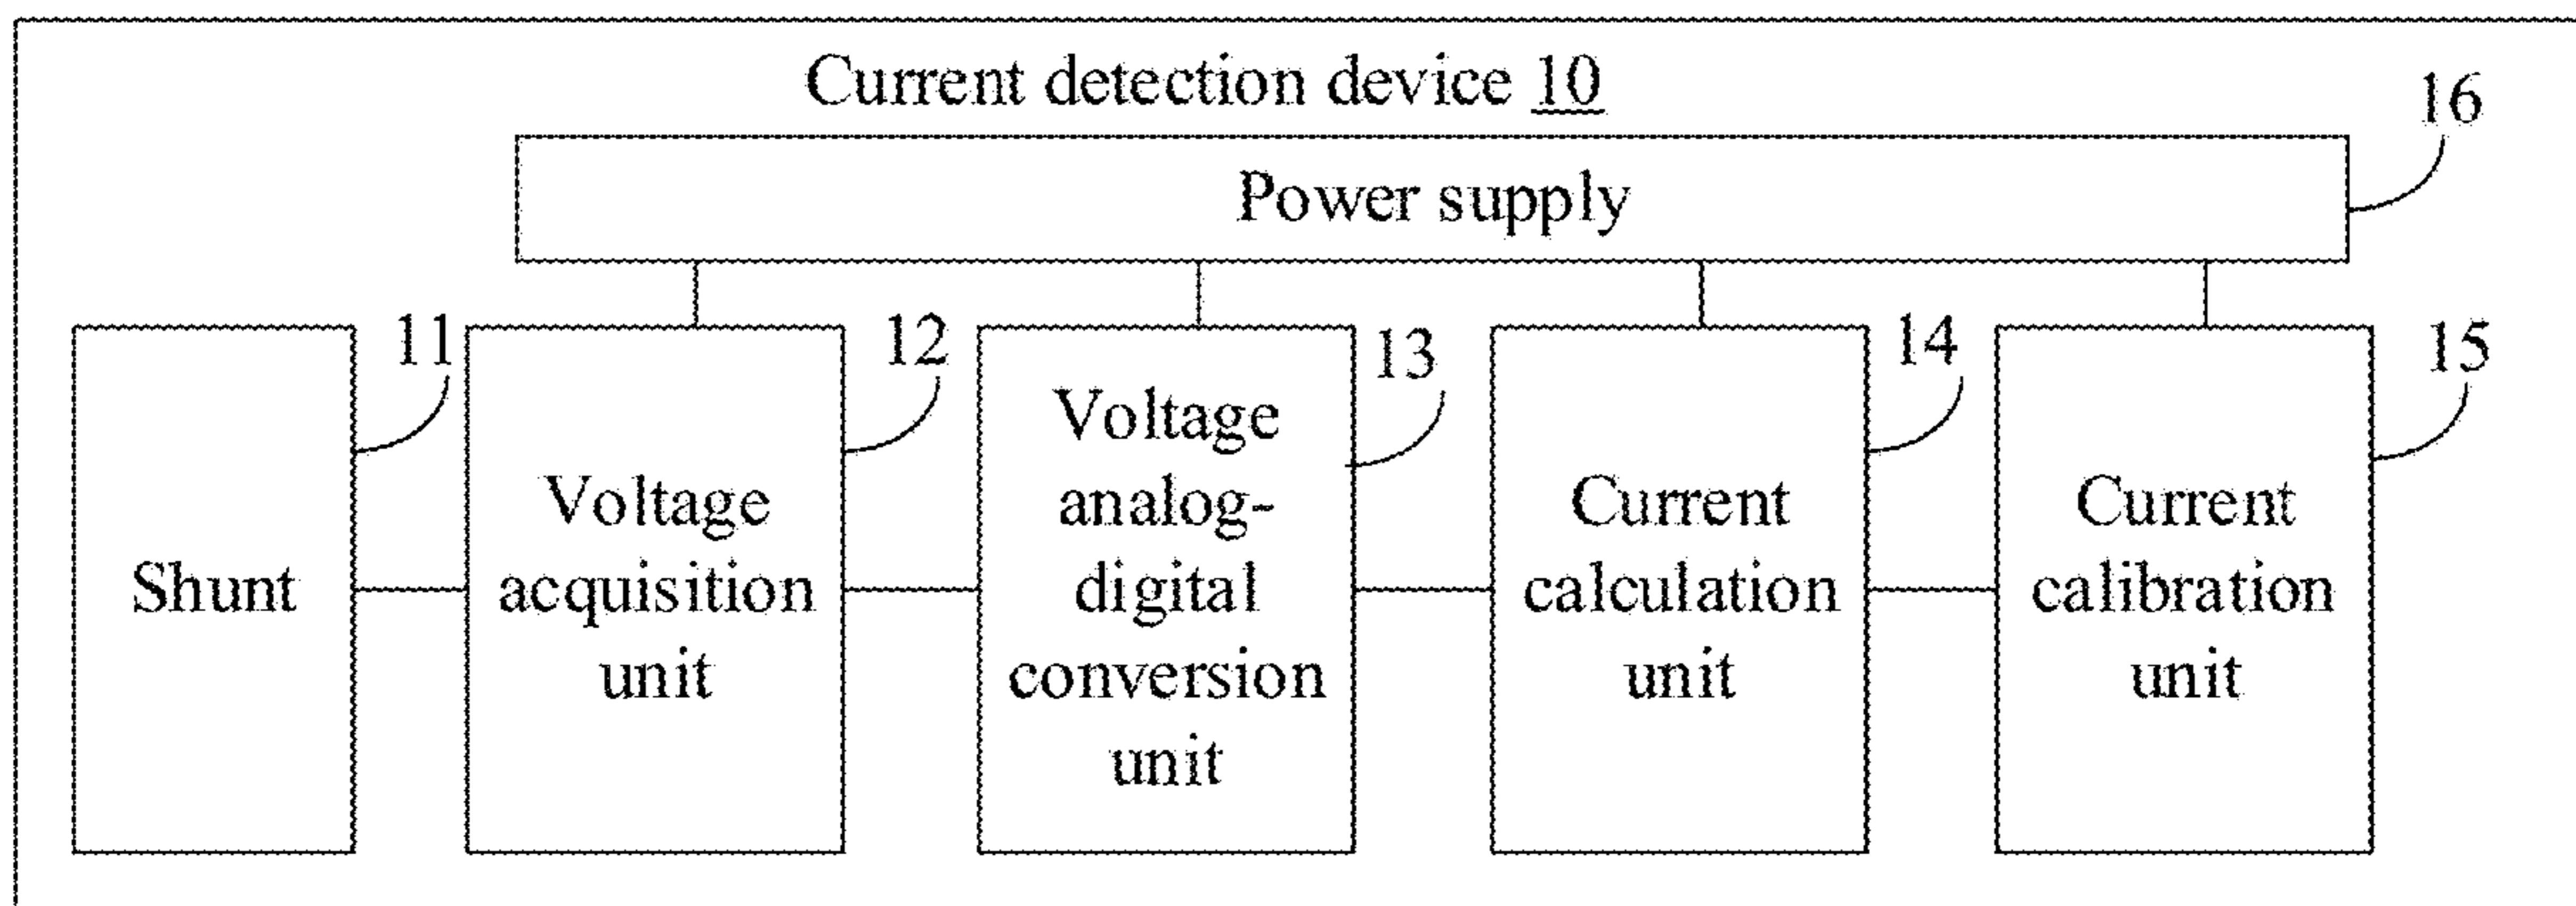 Current detection device 10
16
Power supply
11
12
13
14
15
Shunt
Voltage
acquisition
unit
Voltage
analog-
digital
conversion
unit
Current
calculation
unit
Current
calibration
unit